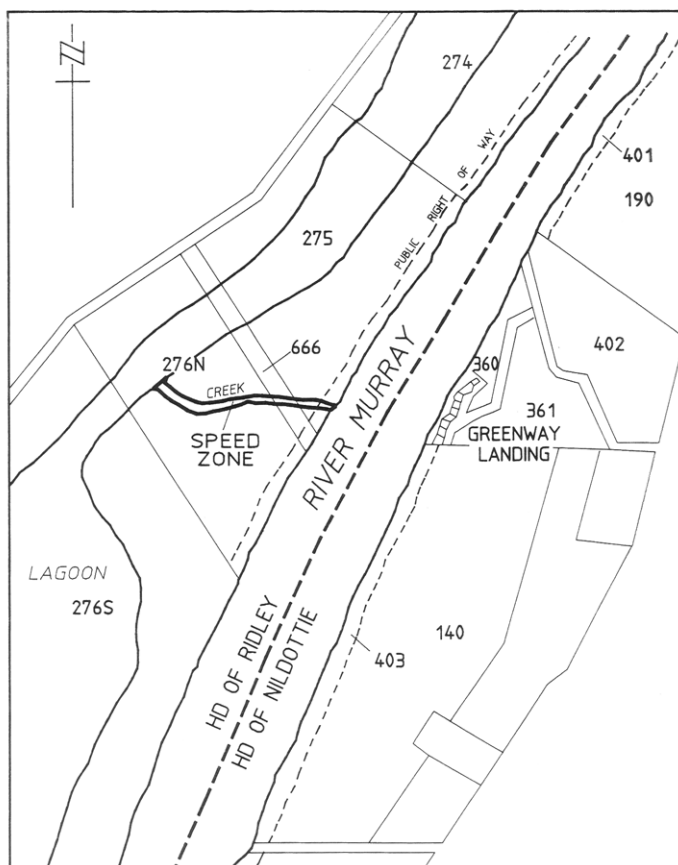 N
274
401
190
PUBLIC RIGHT OF WAY
275
666
402
276N
360
CREEK
361
SPEED
ZONE
GREENWAY
LANDING
RIVER MURRAY
LAGOON
276S
HD OF RIDLEY
HD OF NILDOTTIE
140
403